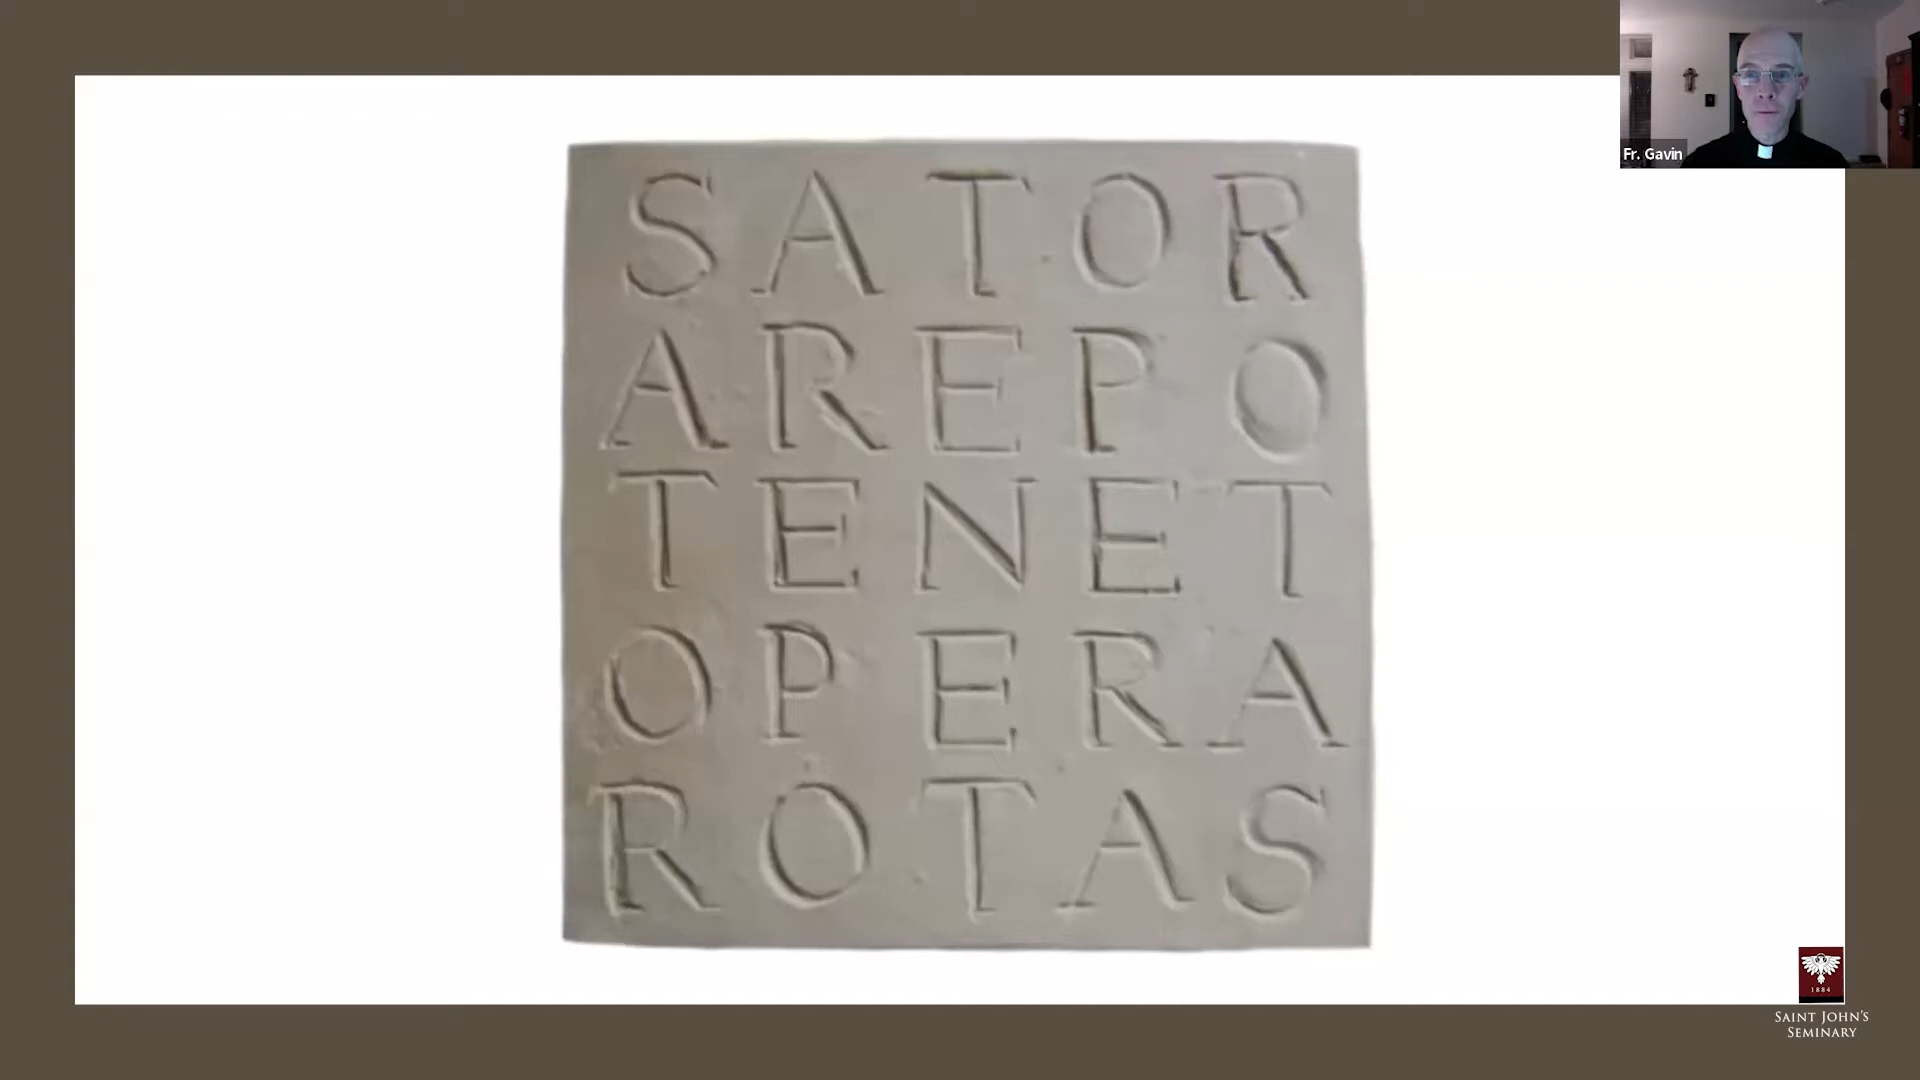 Fr. Gavin
SATOR
AREPO
TENET
OPERA
ROTAS
1884
SAINT JOHN'S
SEMINARY